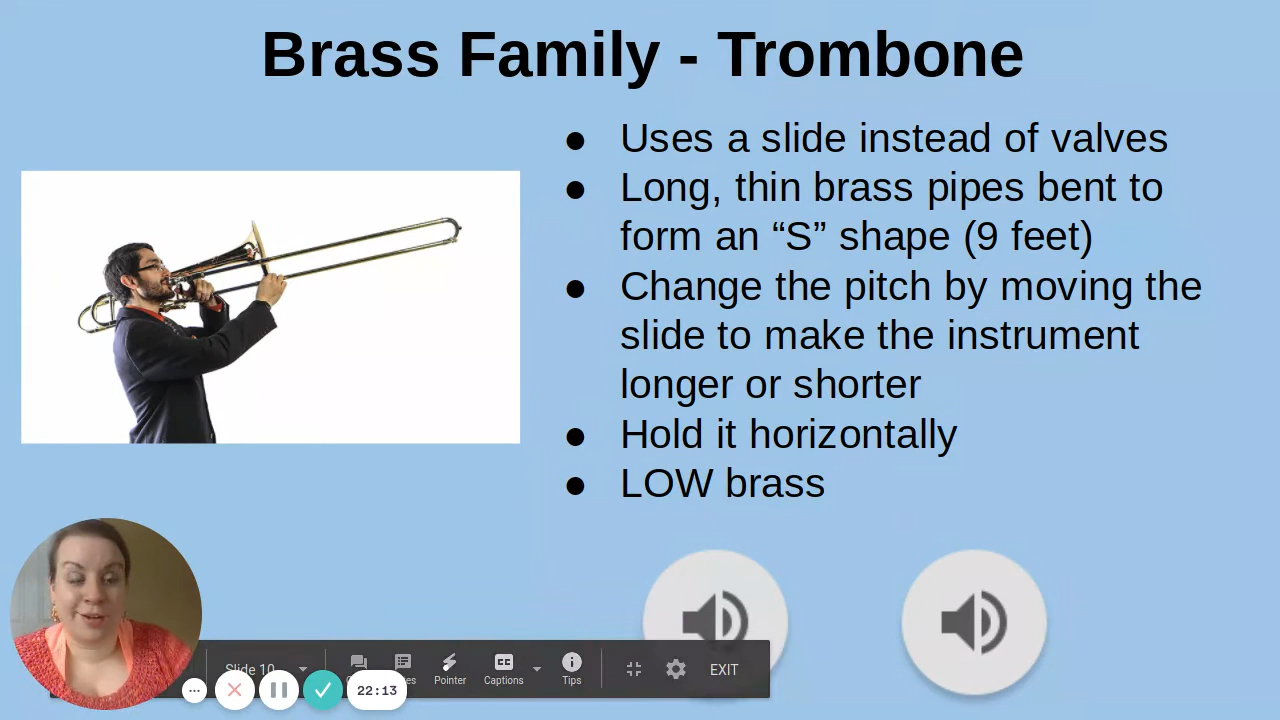 Brass Family - Trombone
● Uses a slide instead of valves
● Long, thin brass pipes bent to
form an “S” shape (9 feet)
● Change the pitch by moving the
slide to make the instrument
longer or shorter
● Hold it horizontally
● LOW brass
Slide 10
Pointer
Captions
Tips
EXIT
22:13